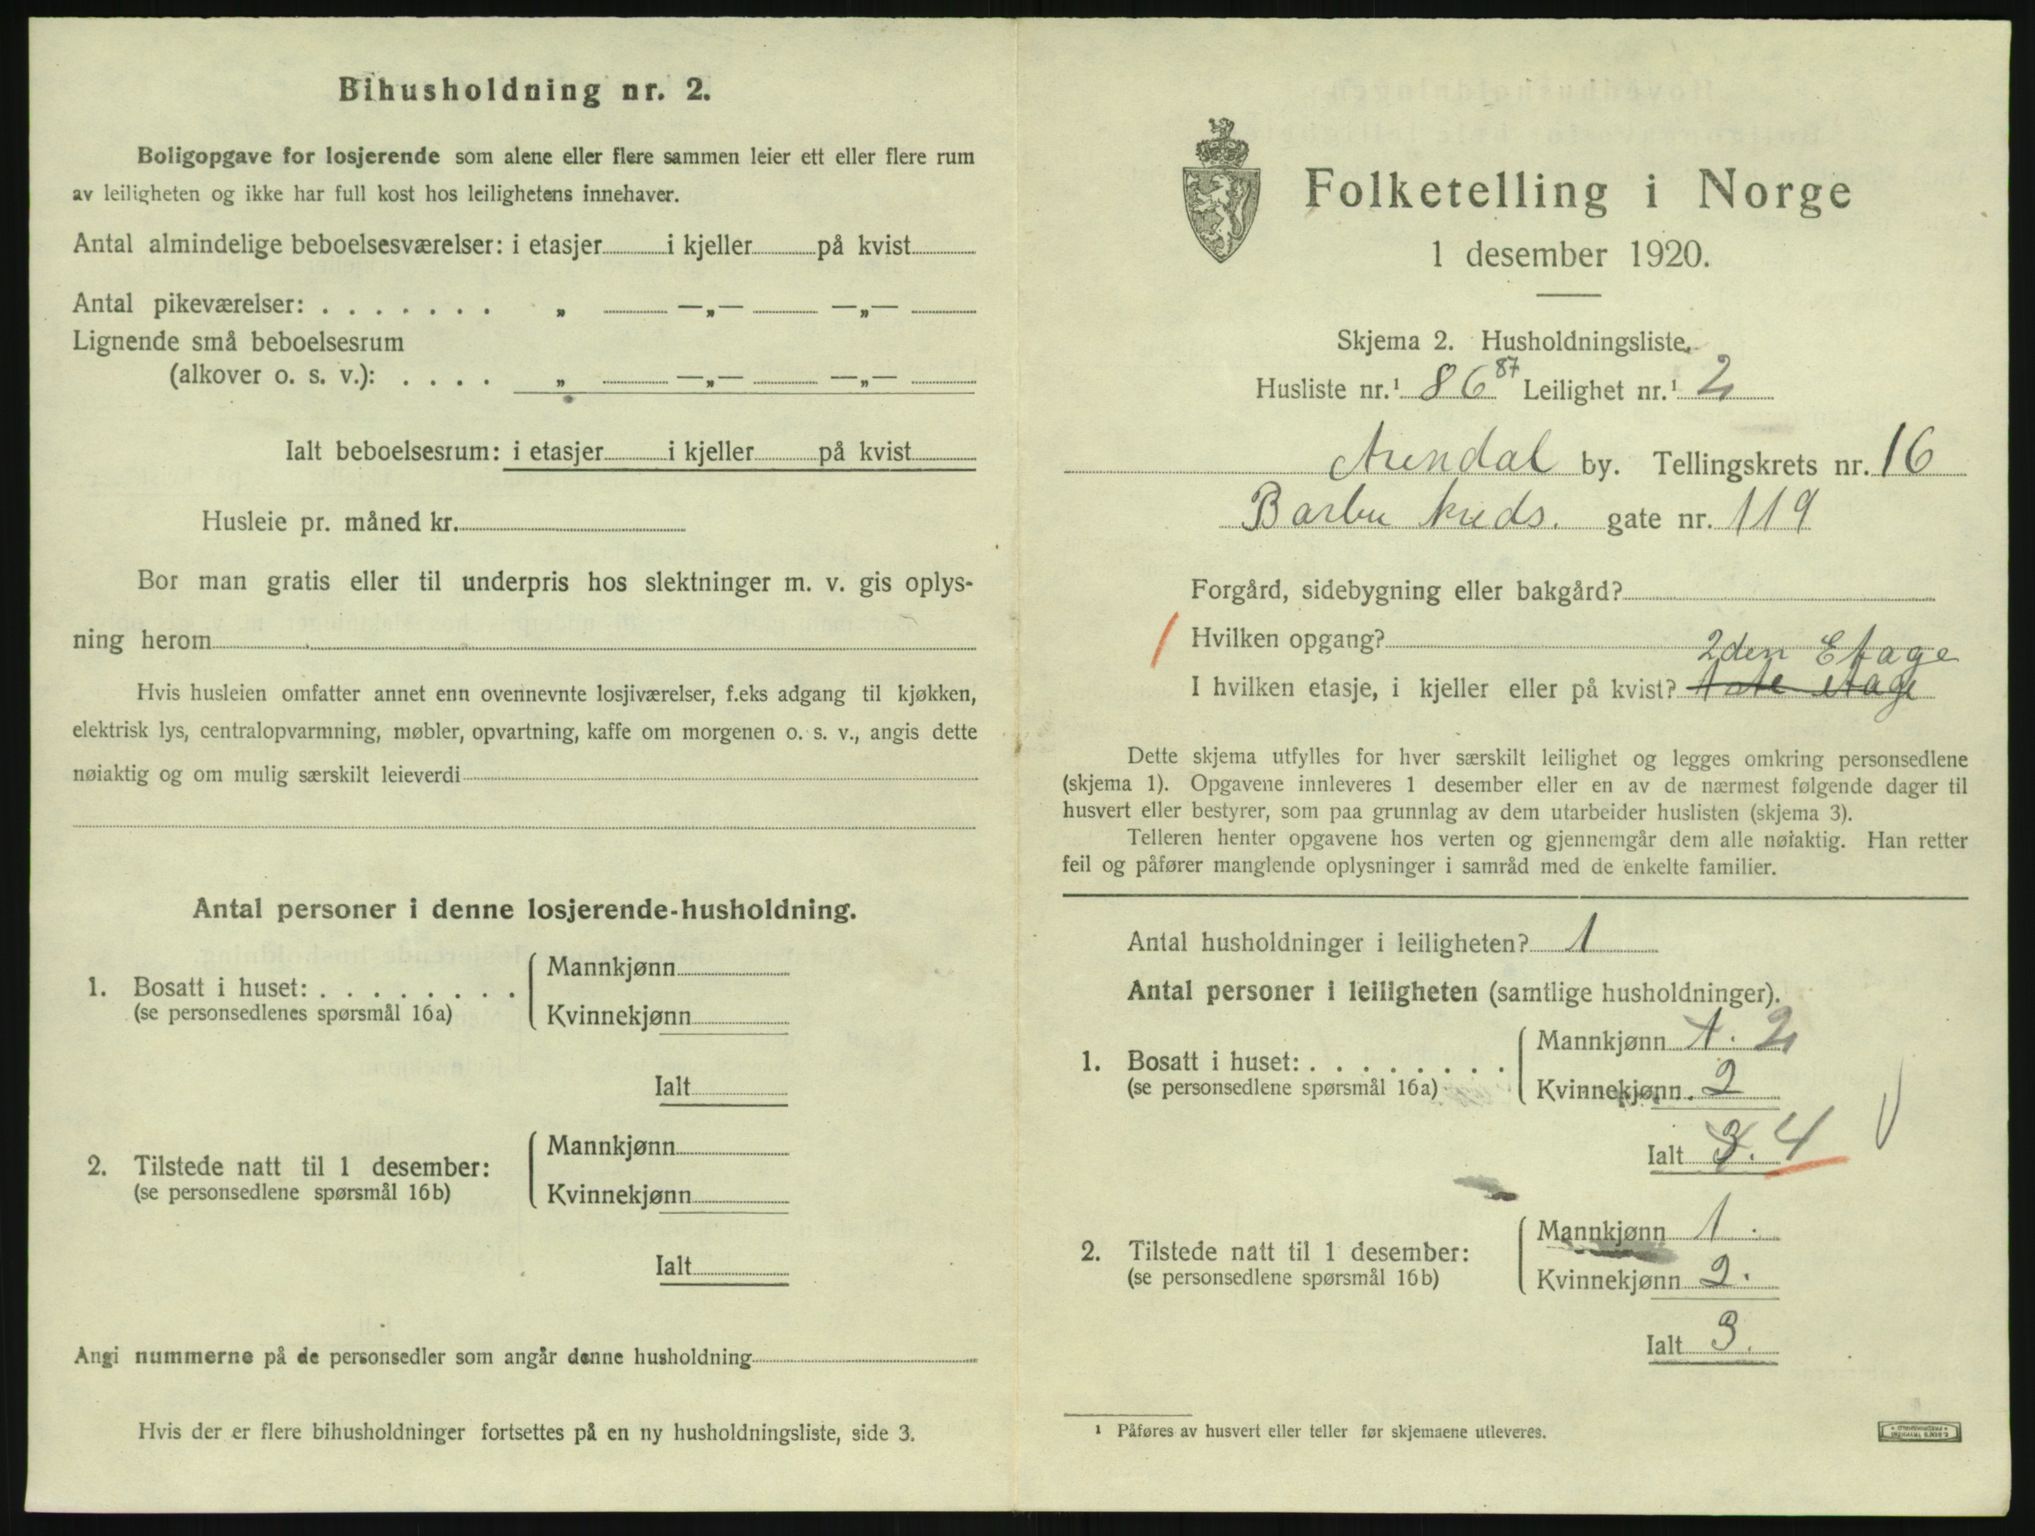 Bihusholdning nr. 2.
Boligopgave for losjerende som alene eller flere sammen leier ett eller flere rum
av leiligheten og ikke har full kost hos leilighetens innehaver.
Antal almindelige beboelsesværelser: i etasjer i kjeller på kvist
Antal pikeværelser: . . . . . . . „ —„— —„—
Lignende små beboelsesrum
(alkover o. s. v.): . . . . „ —„— —„—
Ialt beboelsesrum: i etasjer i kjeller på kvist
Husleie pr. måned kr.
Bor man gratis eller til underpris hos slektninger m. v. gis oplys-
ning herom
Hvis husleien omfatter annet enn ovennevnte losjiværelser, f.eks adgang til kjøkken,
elektrisk lys, centralopvarmning, møbler, opvartning, kaffe om morgenen o. s. v., angis dette
nøiaktig og om mulig særskilt leieverdi
Antal personer i denne losjerende-husholdning.
1. Bosatt i huset: . . . . . . . .
(se personsedlenes spørsmål 16a)
Mannkjønn
Kvinnekjønn
Ialt
2. Tilstede natt til 1 desember:
(se personsedlene spørsmål 16b)
Mannkjønn
Kvinnekjønn
Ialt
Angi nummerne på de personsedler som angår denne husholdning
Hvis der er flere bihusholdninger fortsettes på en ny husholdningsliste, side 3.
Folketelling i Norge
1 desember 1920.
Skjema 2. Husholdningsliste.
Husliste nr.¹ 86 87 Leilighet nr.¹ 2
Arendal by. Tellingskrets nr. 16
Barbu kreds. gate nr. 119
Forgård, sidebygning eller bakgård?
Hvilken opgang?
2den Etage
I hvilken etasje, i kjeller eller på kvist? 1ste etage
Dette skjema utfylles for hver særskilt leilighet og legges omkring personsedlene
(skjema 1). Opgavene innleveres 1 desember eller en av de nærmest følgende dager til
husvert eller bestyrer, som paa grunnlag av dem utarbeider huslisten (skjema 3).
Telleren henter opgavene hos verten og gjennemgår dem alle nøiaktig. Han retter
feil og påfører manglende oplysninger i samråd med de enkelte familier.
Antal husholdninger i leiligheten? 1
Antal personer i leiligheten (samtlige husholdninger).
1. Bosatt i huset: . . . . . . . .
(se personsedlene spørsmål 16a)
Mannkjønn 1. 2
Kvinnekjønn. 2
Ialt 3. 4
2. Tilstede natt til 1 desember:
(se personsedlene spørsmål 16b)
Mannkjønn 1.
Kvinnekjønn 2.
Ialt 3.
¹ Påføres av husvert eller teller før skjemaene utleveres.